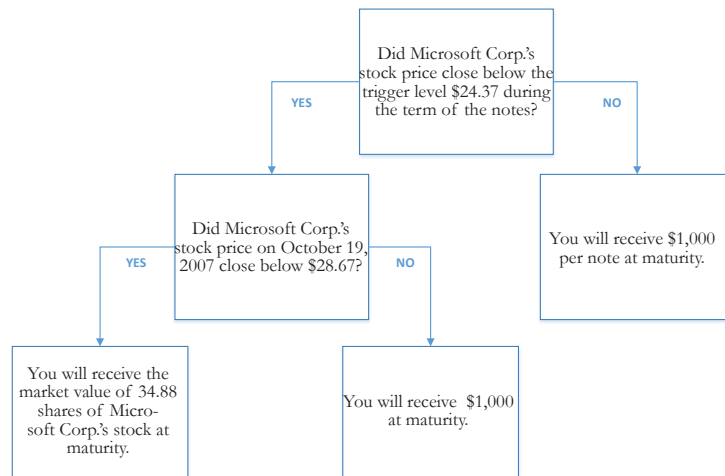 Did Microsoft Corp.'s
stock price close below the
trigger level $24.37 during
the term of the notes?
YES
NO
Did Microsoft Corp.'s
stock price on October 19,
2007 close below $28.67?
You will receive $1,000
per note at maturity.
YES
NO
You will receive the
market value of 34.88
shares of Micro-
soft Corp.'s stock at
maturity.
You will receive $1,000
at maturity.